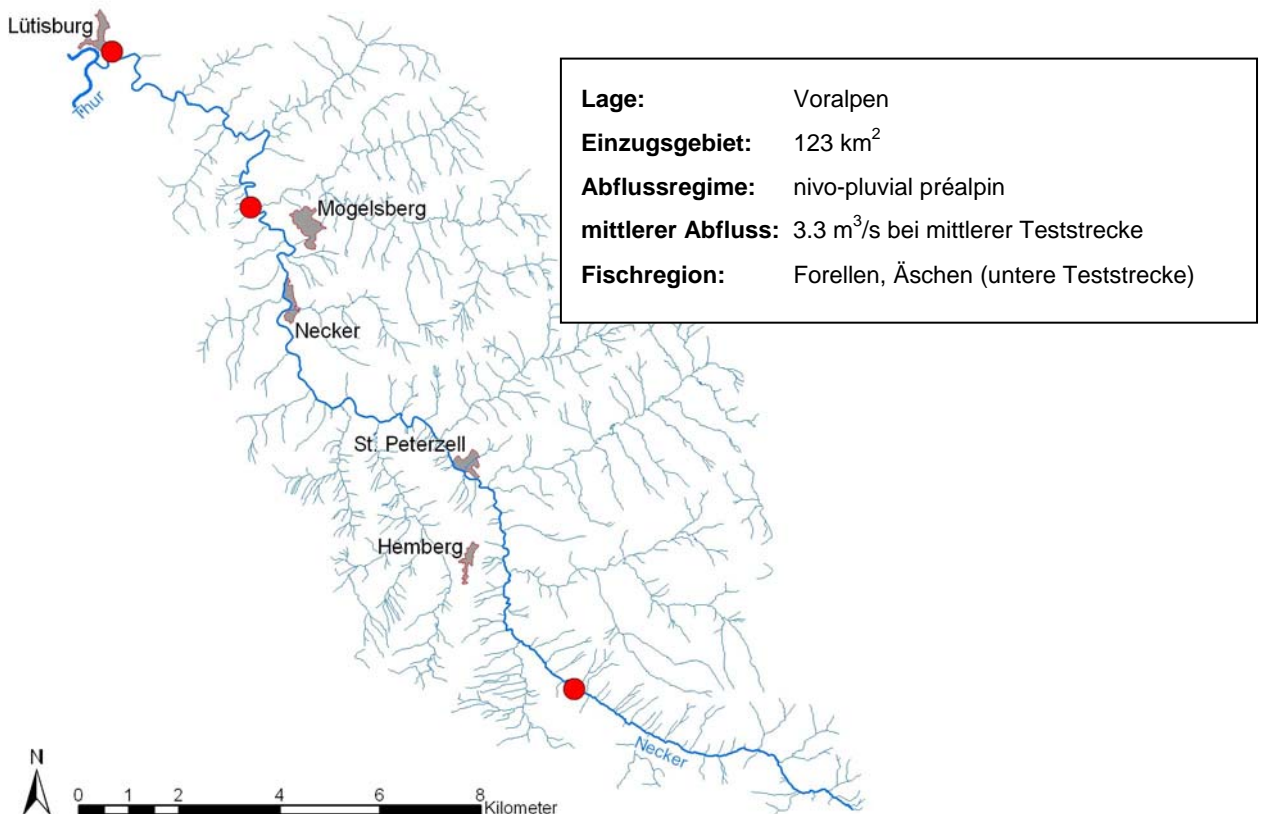 Lütisburg
Thur
Lage: Voralpen
Einzugsgebiet: 123 km²
Abflussregime: nivo-pluvial préalpin
mittlerer Abfluss: 3.3 m³/s bei mittlerer Teststrecke
Fischregion: Forellen, Äschen (untere Teststrecke)
Mogelsberg
Necker
St. Peterzell
Hemberg
Necker
N
0 1 2 4 6 8 Kilometer